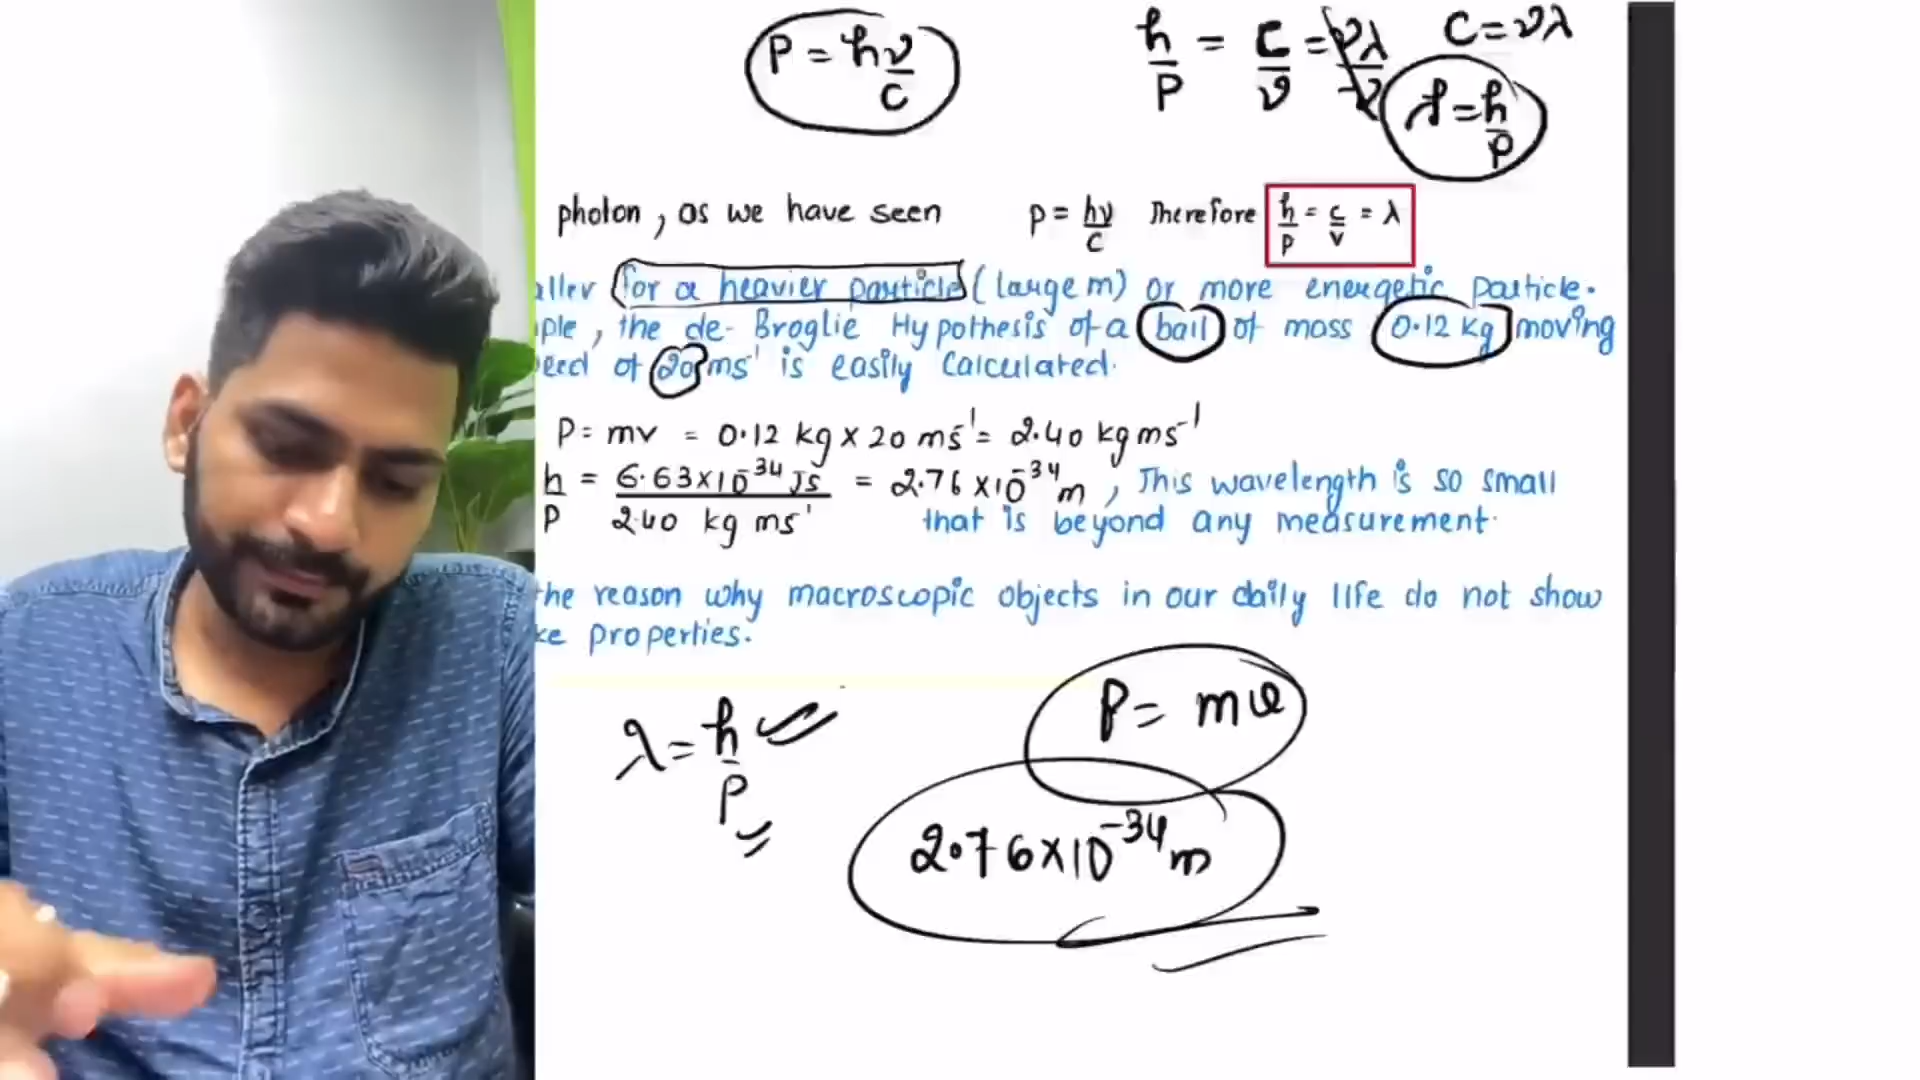 P = hν/c
h/P = c/ν = νλ/ν C = νλ
λ = h/p
photon, as we have seen p = hν/c Therefore h/p = c/v = λ
aller for a heavier particle (large m) or more energetic particle.
ple, the de-Broglie Hypothesis of a ball of mass 0.12 kg moving
eed of 20 ms⁻¹ is easily calculated.
P = mv = 0.12 kg × 20 ms⁻¹ = 2.40 kg ms⁻¹
h/P = 6.63×10⁻³⁴ Js / 2.40 kg ms⁻¹ = 2.76 ×10⁻³⁴ m, This wavelength is so small
that is beyond any measurement.
the reason why macroscopic objects in our daily life do not show
ke properties.
λ = h/p
P = mv
2.76×10⁻³⁴ m